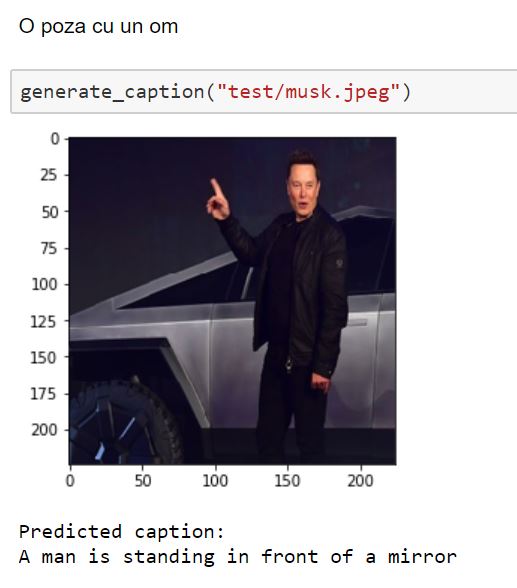 O poza cu un om
generate_caption("test/musk.jpeg")
0
25
50
75
100
125
150
175
200
0 50 100 150 200
Predicted caption:
A man is standing in front of a mirror